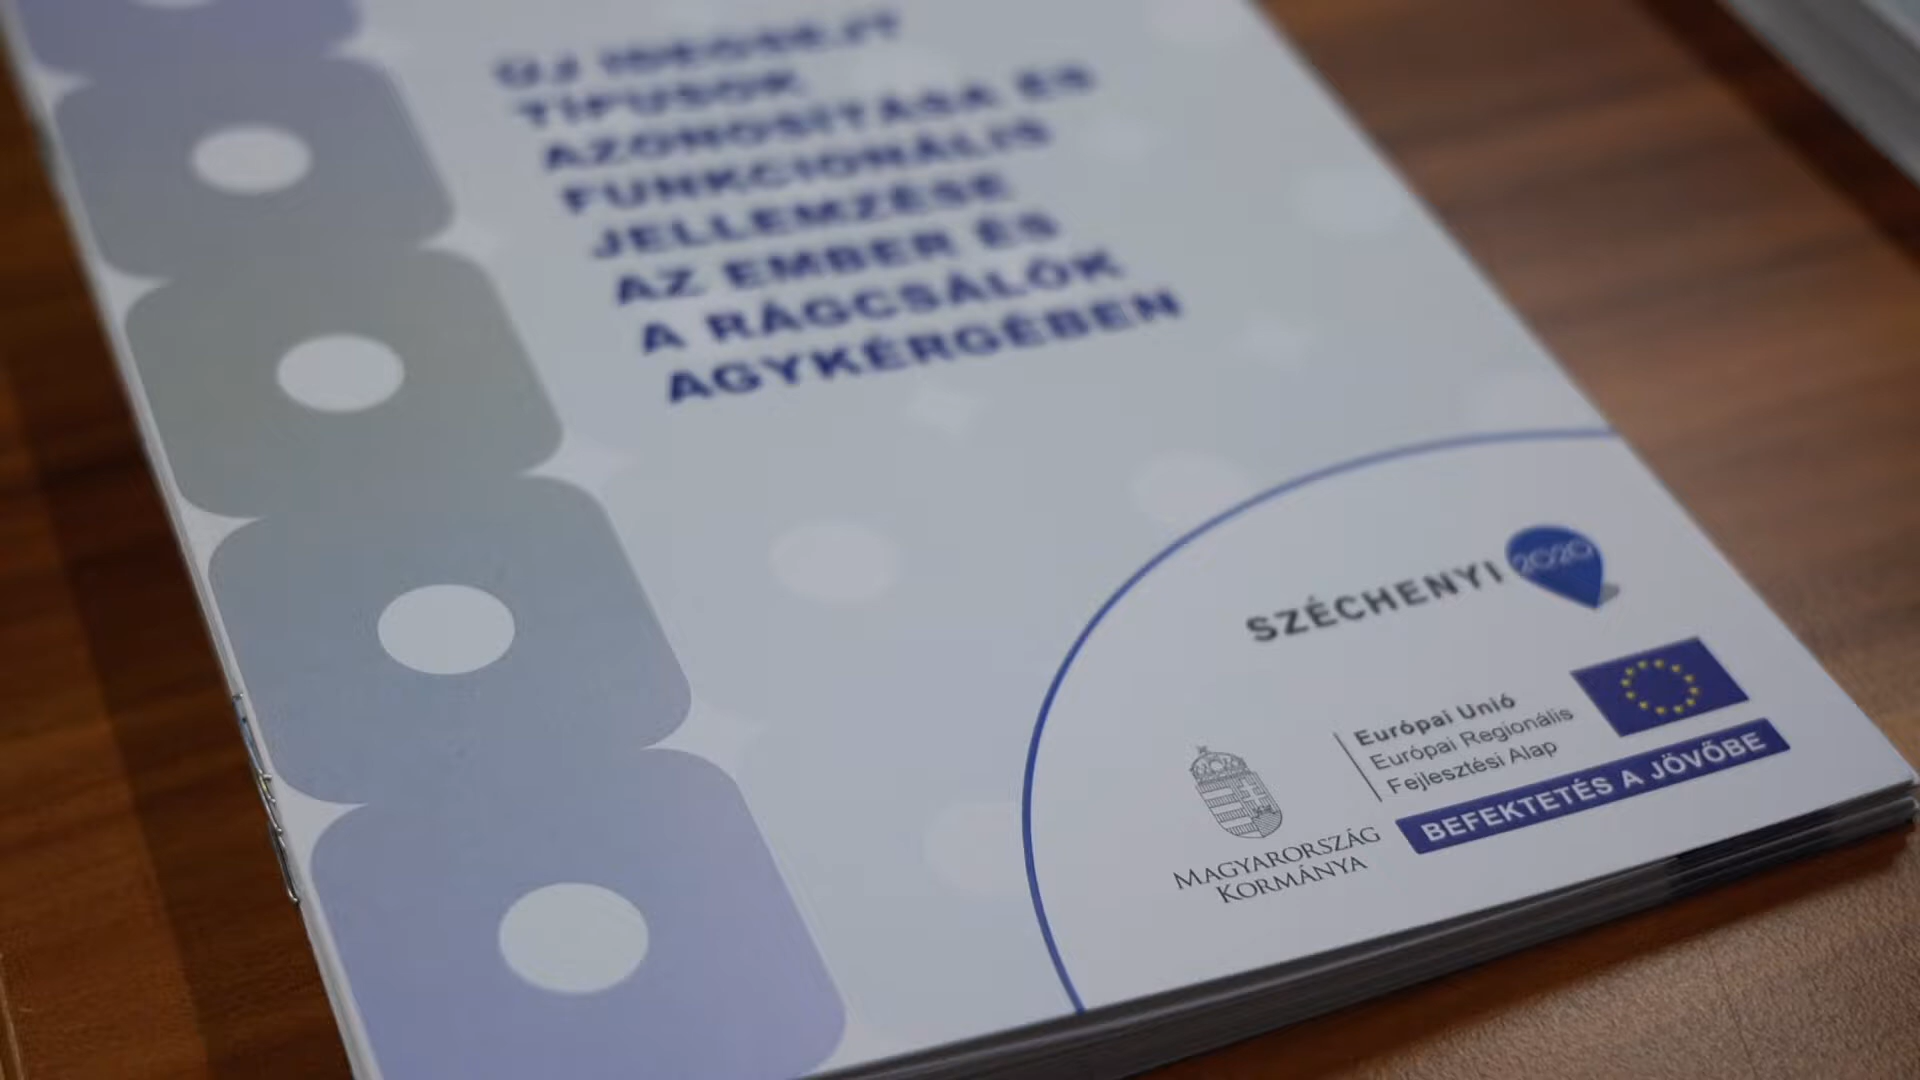 ÚJ IDEGSEJT
TÍPUSOK
AZONOSÍTÁSA ÉS
FUNKCIONÁLIS
JELLEMZÉSE
AZ EMBER ÉS
A RÁGCSÁLÓK
AGYKÉRGÉBEN
SZÉCHENYI 2020
Európai Unió
Európai Regionális
Fejlesztési Alap
MAGYARORSZÁG
KORMÁNYA
BEFEKTETÉS A JÖVŐBE